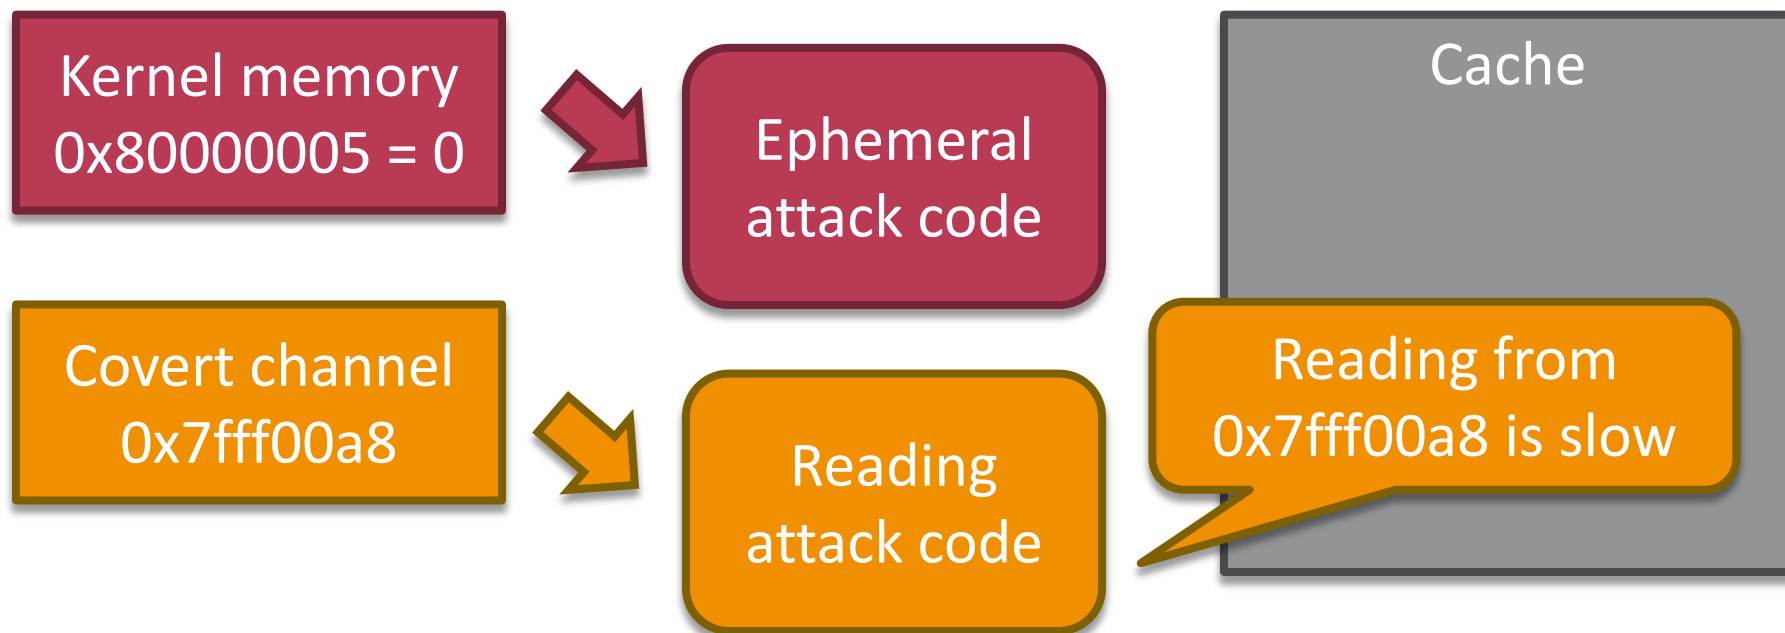 Kernel memory
0x80000005 = 0
Ephemeral
attack code
Cache
Covert channel
0x7fff00a8
Reading
attack code
Reading from
0x7fff00a8 is slow